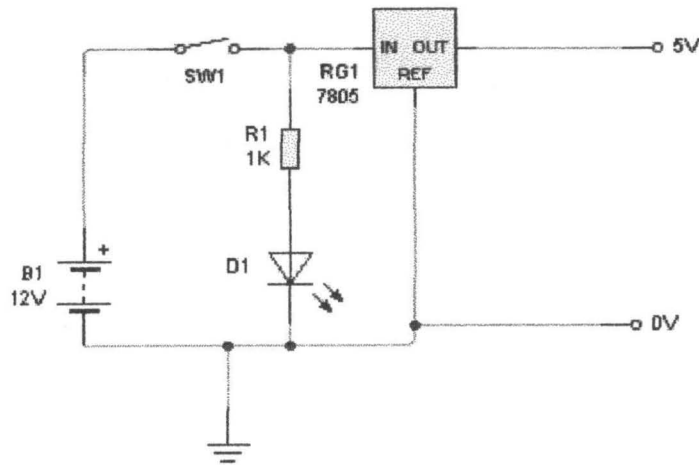 SW1
RG1
7805
IN OUT
REF
5V
R1
1K
+
B1
12V
D1
0V